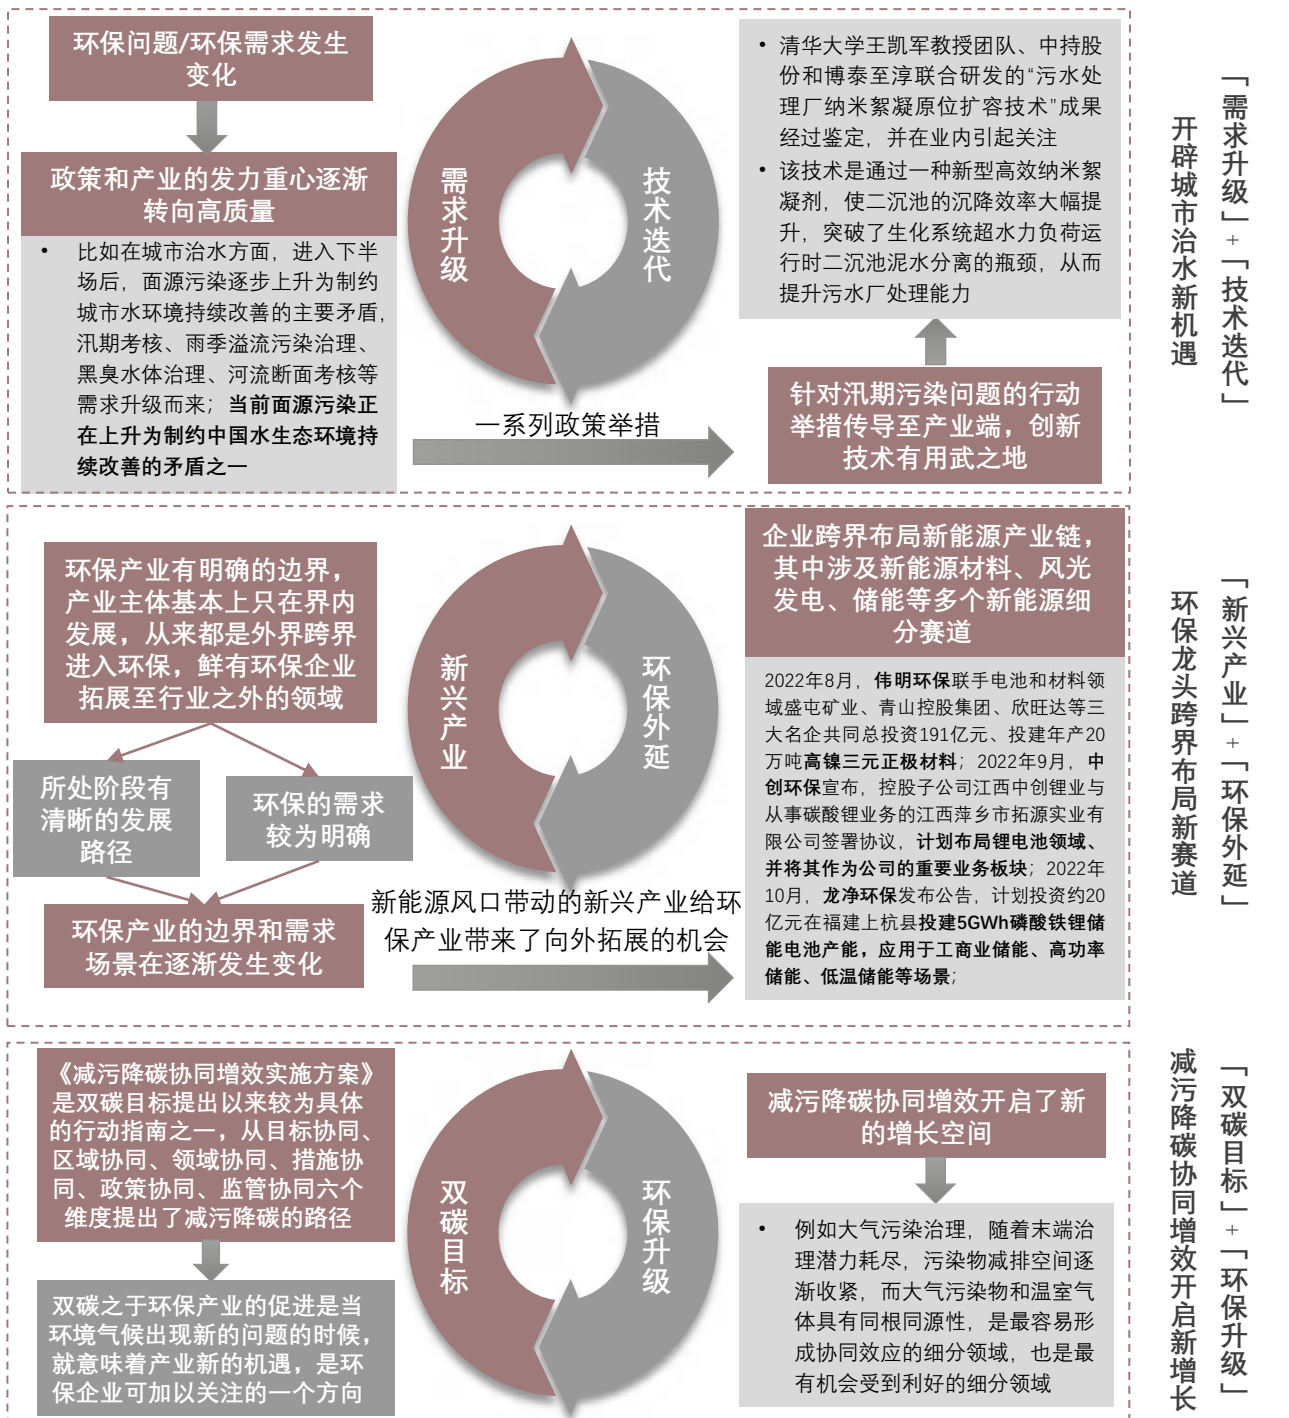 环保问题/环保需求发生
变化
政策和产业的发力重心逐渐
转向高质量
• 比如在城市治水方面，进入下半
场后，面源污染逐步上升为制约
城市水环境持续改善的主要矛盾，
汛期考核、雨季溢流污染治理、
黑臭水体治理、河流断面考核等
需求升级而来；当前面源污染正
在上升为制约中国水生态环境持
续改善的矛盾之一
需求升级
技术迭代
一系列政策举措
• 清华大学王凯军教授团队、中持股
份和博泰至淳联合研发的“污水处
理厂纳米絮凝原位扩容技术”成果
经过鉴定，并在业内引起关注
• 该技术是通过一种新型高效纳米絮
凝剂，使二沉池的沉降效率大幅提
升，突破了生化系统超水力负荷运
行时二沉池泥水分离的瓶颈，从而
提升污水厂处理能力
针对汛期污染问题的行动
举措传导至产业端，创新
技术有用武之地
「需求升级」+「技术迭代」
开辟城市治水新机遇
环保产业有明确的边界，
产业主体基本上只在界内
发展，从来都是外界跨界
进入环保，鲜有环保企业
拓展至行业之外的领域
所处阶段有
清晰的发展
路径
环保的需求
较为明确
环保产业的边界和需求
场景在逐渐发生变化
新兴产业
环保外延
新能源风口带动的新兴产业给环
保产业带来了向外拓展的机会
企业跨界布局新能源产业链，
其中涉及新能源材料、风光
发电、储能等多个新能源细
分赛道
2022年8月，伟明环保联手电池和材料领
域盛屯矿业、青山控股集团、欣旺达等三
大名企共同总投资191亿元、投建年产20
万吨高镍三元正极材料；2022年9月，中
创环保宣布，控股子公司江西中创锂业与
从事碳酸锂业务的江西萍乡市拓源实业有
限公司签署协议，计划布局锂电池领域、
并将其作为公司的重要业务板块；2022年
10月，龙净环保发布公告，计划投资约20
亿元在福建上杭县投建5GWh磷酸铁锂储
能电池产能，应用于工商业储能、高功率
储能、低温储能等场景；
「新兴产业」+「环保外延」
环保龙头跨界布局新赛道
《减污降碳协同增效实施方案》
是双碳目标提出以来较为具体
的行动指南之一，从目标协同、
区域协同、领域协同、措施协
同、政策协同、监管协同六个
维度提出了减污降碳的路径
双碳之于环保产业的促进是当
环境气候出现新的问题的时候，
就意味着产业新的机遇，是环
保企业可加以关注的一个方向
双碳目标
环保升级
减污降碳协同增效开启了新
的增长空间
• 例如大气污染治理，随着末端治
理潜力耗尽，污染物减排空间逐
渐收紧，而大气污染物和温室气
体具有同根同源性，是最容易形
成协同效应的细分领域，也是最
有机会受到利好的细分领域
「双碳目标」+「环保升级」
减污降碳协同增效开启新增长